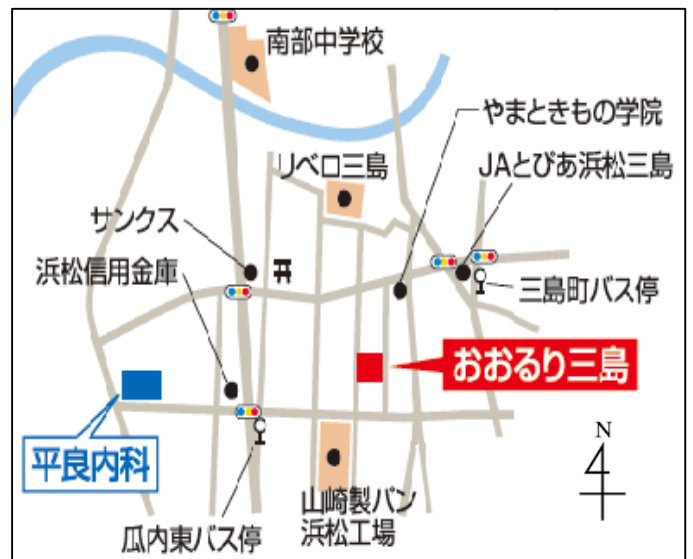 南部中学校
やまときもの学院
リベロ三島
JAとぴあ浜松三島
サンクス
浜松信用金庫
三島町バス停
おおるり三島
平良内科
N
山崎製パン
浜松工場
瓜内東バス停